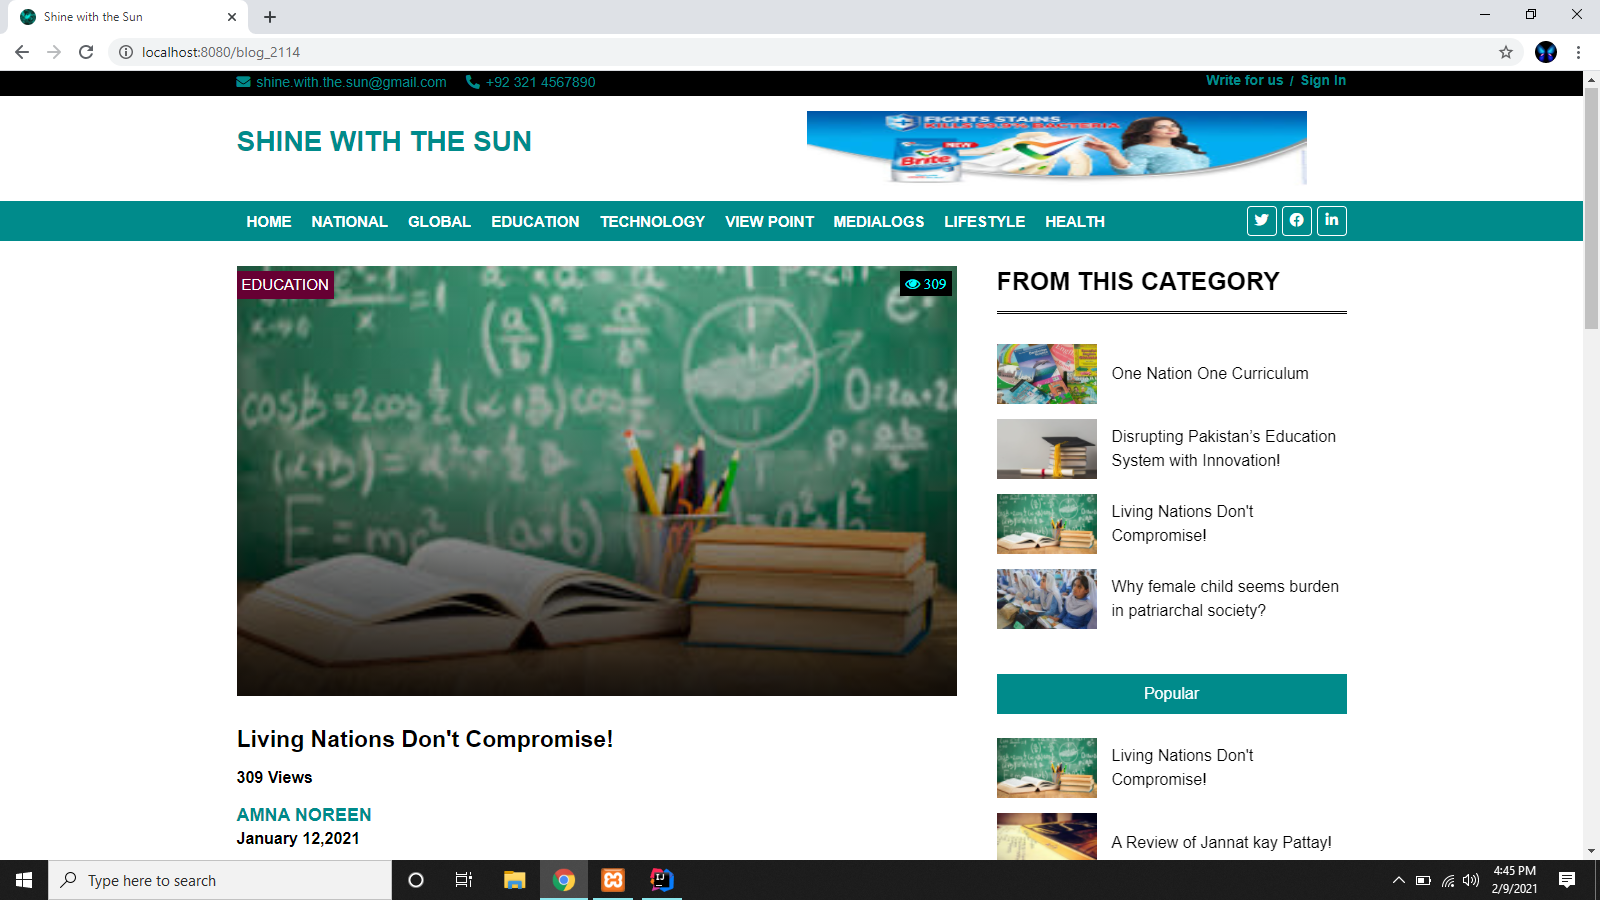 Shine with the Sun
localhost:8080/blog_2114
shine.with.the.sun@gmail.com +92 321 4567890
Write for us / Sign In
SHINE WITH THE SUN
FIGHTS STAINS
KILLS 99.9% BACTERIA
NEW
Brite
HOME NATIONAL GLOBAL EDUCATION TECHNOLOGY VIEW POINT MEDIALOGS LIFESTYLE HEALTH
EDUCATION
309
Living Nations Don't Compromise!
309 Views
AMNA NOREEN
January 12,2021
FROM THIS CATEGORY
One Nation One Curriculum
Disrupting Pakistan’s Education
System with Innovation!
Living Nations Don't
Compromise!
Why female child seems burden
in patriarchal society?
Popular
Living Nations Don't
Compromise!
A Review of Jannat kay Pattay!
Type here to search
4:45 PM
2/9/2021